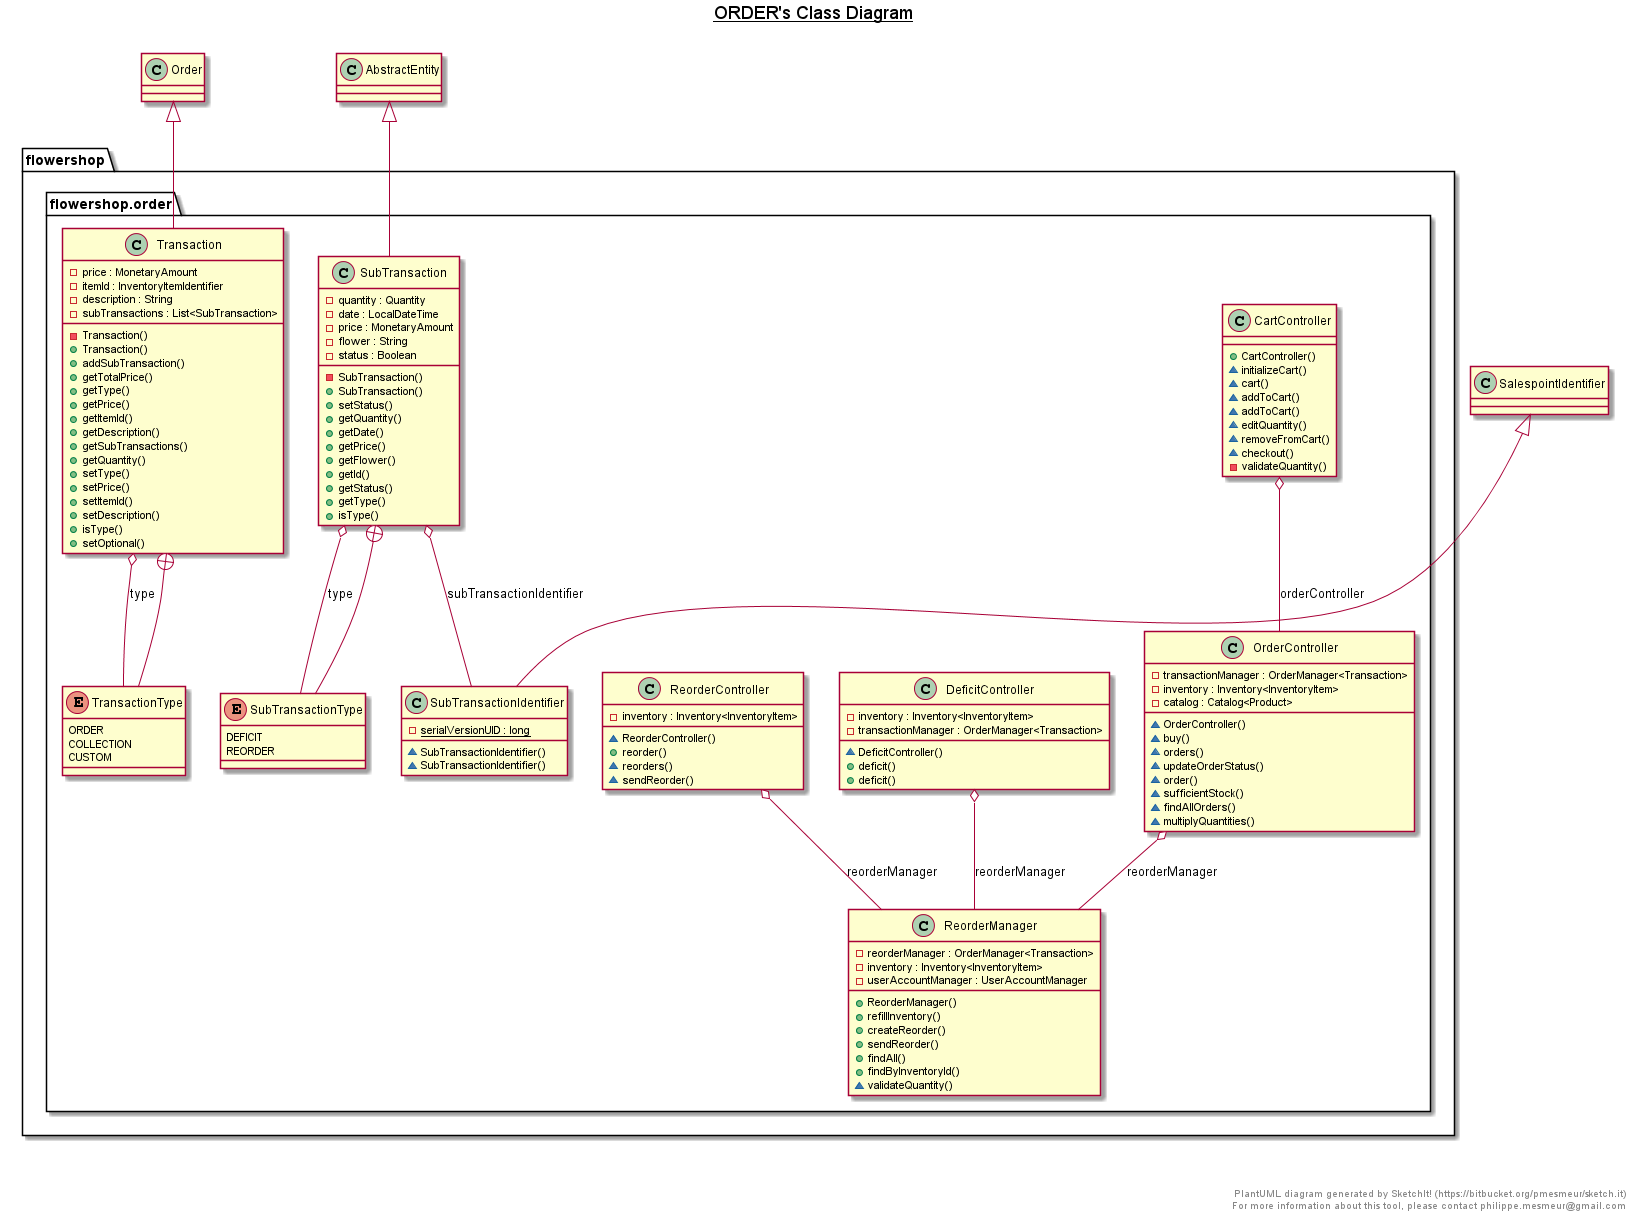 ORDER's Class Diagram
C Order
C AbstractEntity
flowershop
flowershop.order
C Transaction
price : MonetaryAmount
itemId : InventoryItemIdentifier
description : String
subTransactions : List<SubTransaction>
Transaction()
Transaction()
addSubTransaction()
getTotalPrice()
getType()
getPrice()
getItemId()
getDescription()
getSubTransactions()
getQuantity()
setType()
setPrice()
setItemId()
setDescription()
isType()
setOptional()
C SubTransaction
quantity : Quantity
date : LocalDateTime
price : MonetaryAmount
flower : String
status : Boolean
SubTransaction()
SubTransaction()
setStatus()
getQuantity()
getDate()
getPrice()
getFlower()
getId()
getStatus()
getType()
isType()
C CartController
CartController()
initializeCart()
cart()
addToCart()
addToCart()
editQuantity()
removeFromCart()
checkout()
validateQuantity()
C SalespointIdentifier
type
type
subTransactionIdentifier
orderController
E TransactionType
ORDER
COLLECTION
CUSTOM
E SubTransactionType
DEFICIT
REORDER
C SubTransactionIdentifier
serialVersionUID : long
SubTransactionIdentifier()
SubTransactionIdentifier()
C ReorderController
inventory : Inventory<InventoryItem>
ReorderController()
reorder()
reorders()
sendReorder()
C DeficitController
inventory : Inventory<InventoryItem>
transactionManager : OrderManager<Transaction>
DeficitController()
deficit()
deficit()
C OrderController
transactionManager : OrderManager<Transaction>
inventory : Inventory<InventoryItem>
catalog : Catalog<Product>
OrderController()
buy()
orders()
updateOrderStatus()
order()
sufficientStock()
findAllOrders()
multiplyQuantities()
reorderManager
reorderManager
reorderManager
C ReorderManager
reorderManager : OrderManager<Transaction>
inventory : Inventory<InventoryItem>
userAccountManager : UserAccountManager
ReorderManager()
refillInventory()
createReorder()
sendReorder()
findAll()
findByInventoryId()
validateQuantity()
PlantUML diagram generated by SketchIt! (https://bitbucket.org/pmesmeur/sketch.it)
For more information about this tool, please contact philippe.mesmeur@gmail.com